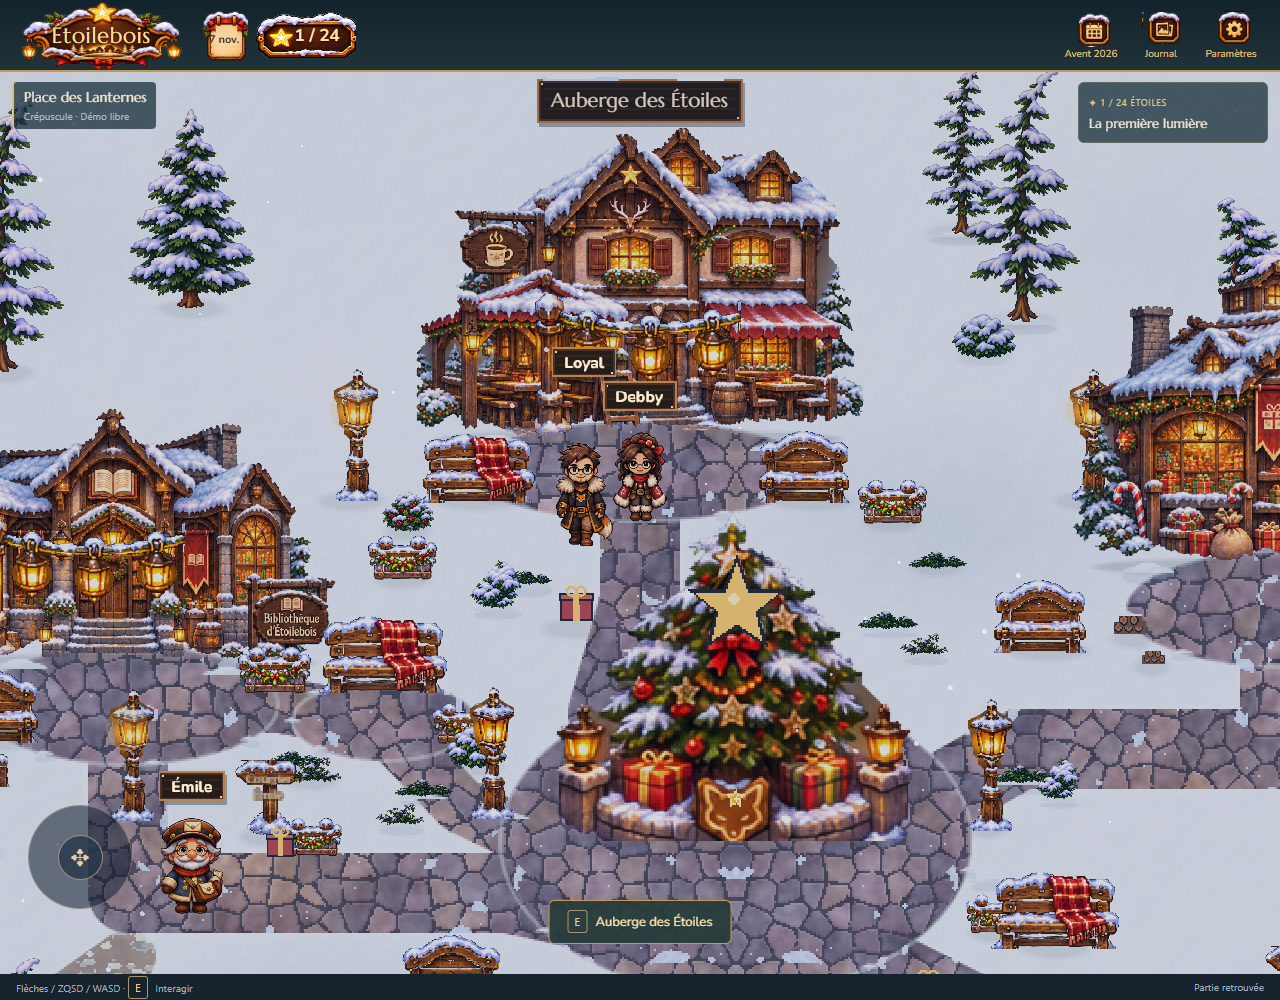 Étoilebois
7 nov.
1 / 24
Avent 2026
Journal
Paramètres
Place des Lanternes
Crépuscule · Démo libre
Auberge des Étoiles
✦ 1 / 24 ÉTOILES
La première lumière
Loyal
Debby
Bibliothèque
d'Étoilebois
Émile
E Auberge des Étoiles
Flèches / ZQSD / WASD · E Interagir
Partie retrouvée